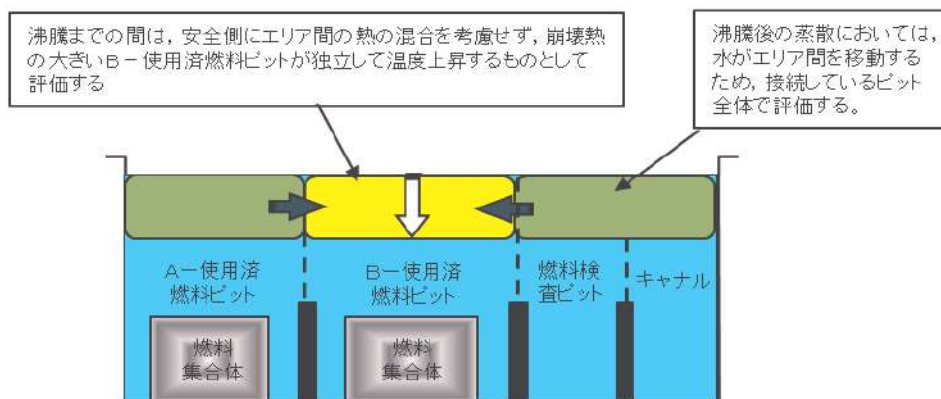 沸騰までの間は，安全側にエリア間の熱の混合を考慮せず，崩壊熱
の大きいＢ－使用済燃料ピットが独立して温度上昇するものとして
評価する
沸騰後の蒸散においては，
水がエリア間を移動する
ため，接続しているピット
全体で評価する。
Ａ－使用済
燃料ピット
Ｂ－使用済
燃料ピット
燃料検
査ピット
キャナル
燃料
集合体
燃料
集合体